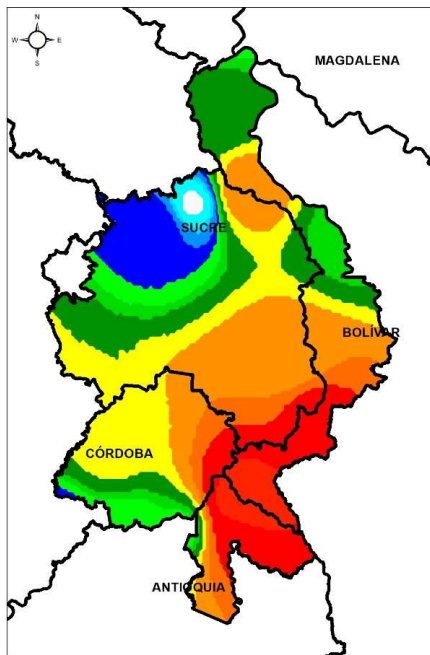 N
W E
S
MAGDALENA
SUCRE
BOLÍVAR
CÓRDOBA
ANTIOQUIA